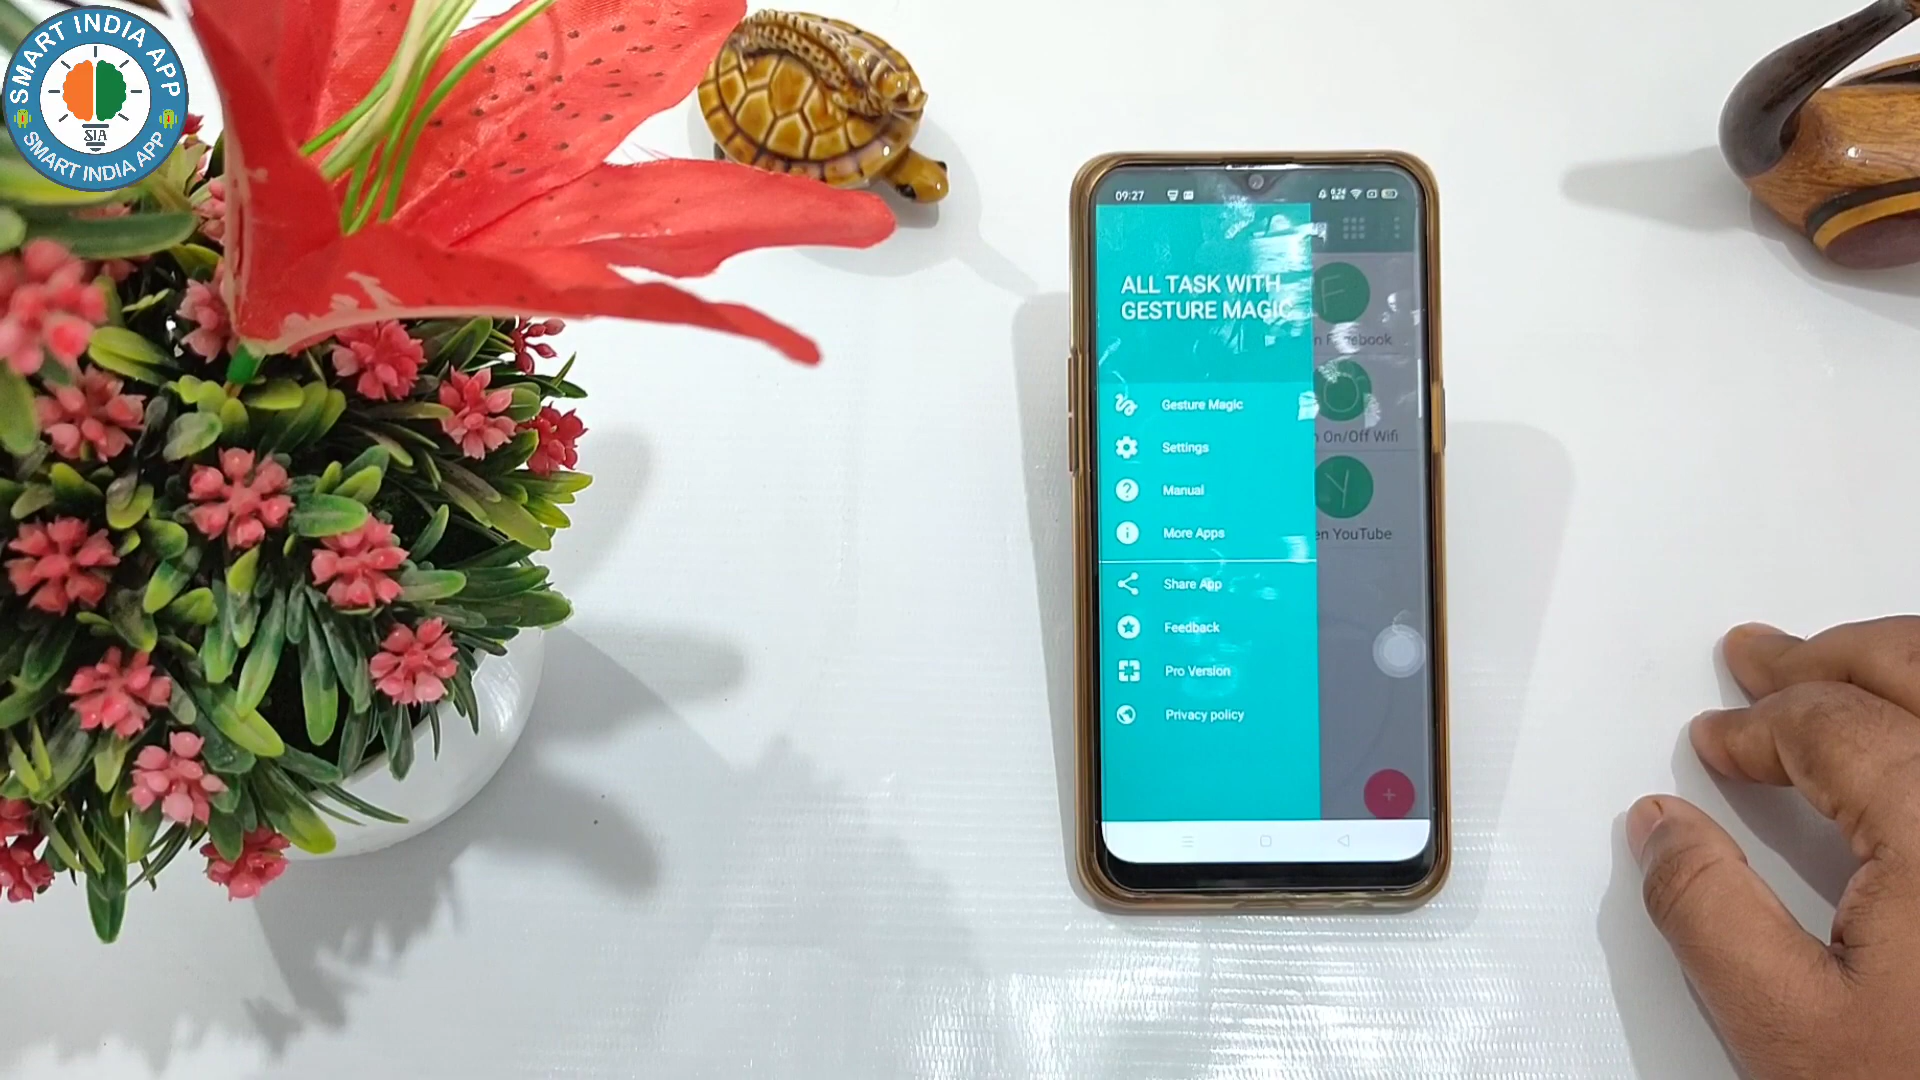 SMART INDIA APP
SIA
SMART INDIA APP
09:27
ALL TASK WITH
GESTURE MAGIC
Gesture Magic
Settings
Manual
More Apps
Share App
Feedback
Pro Version
Privacy policy
On/Off Wifi
YouTube